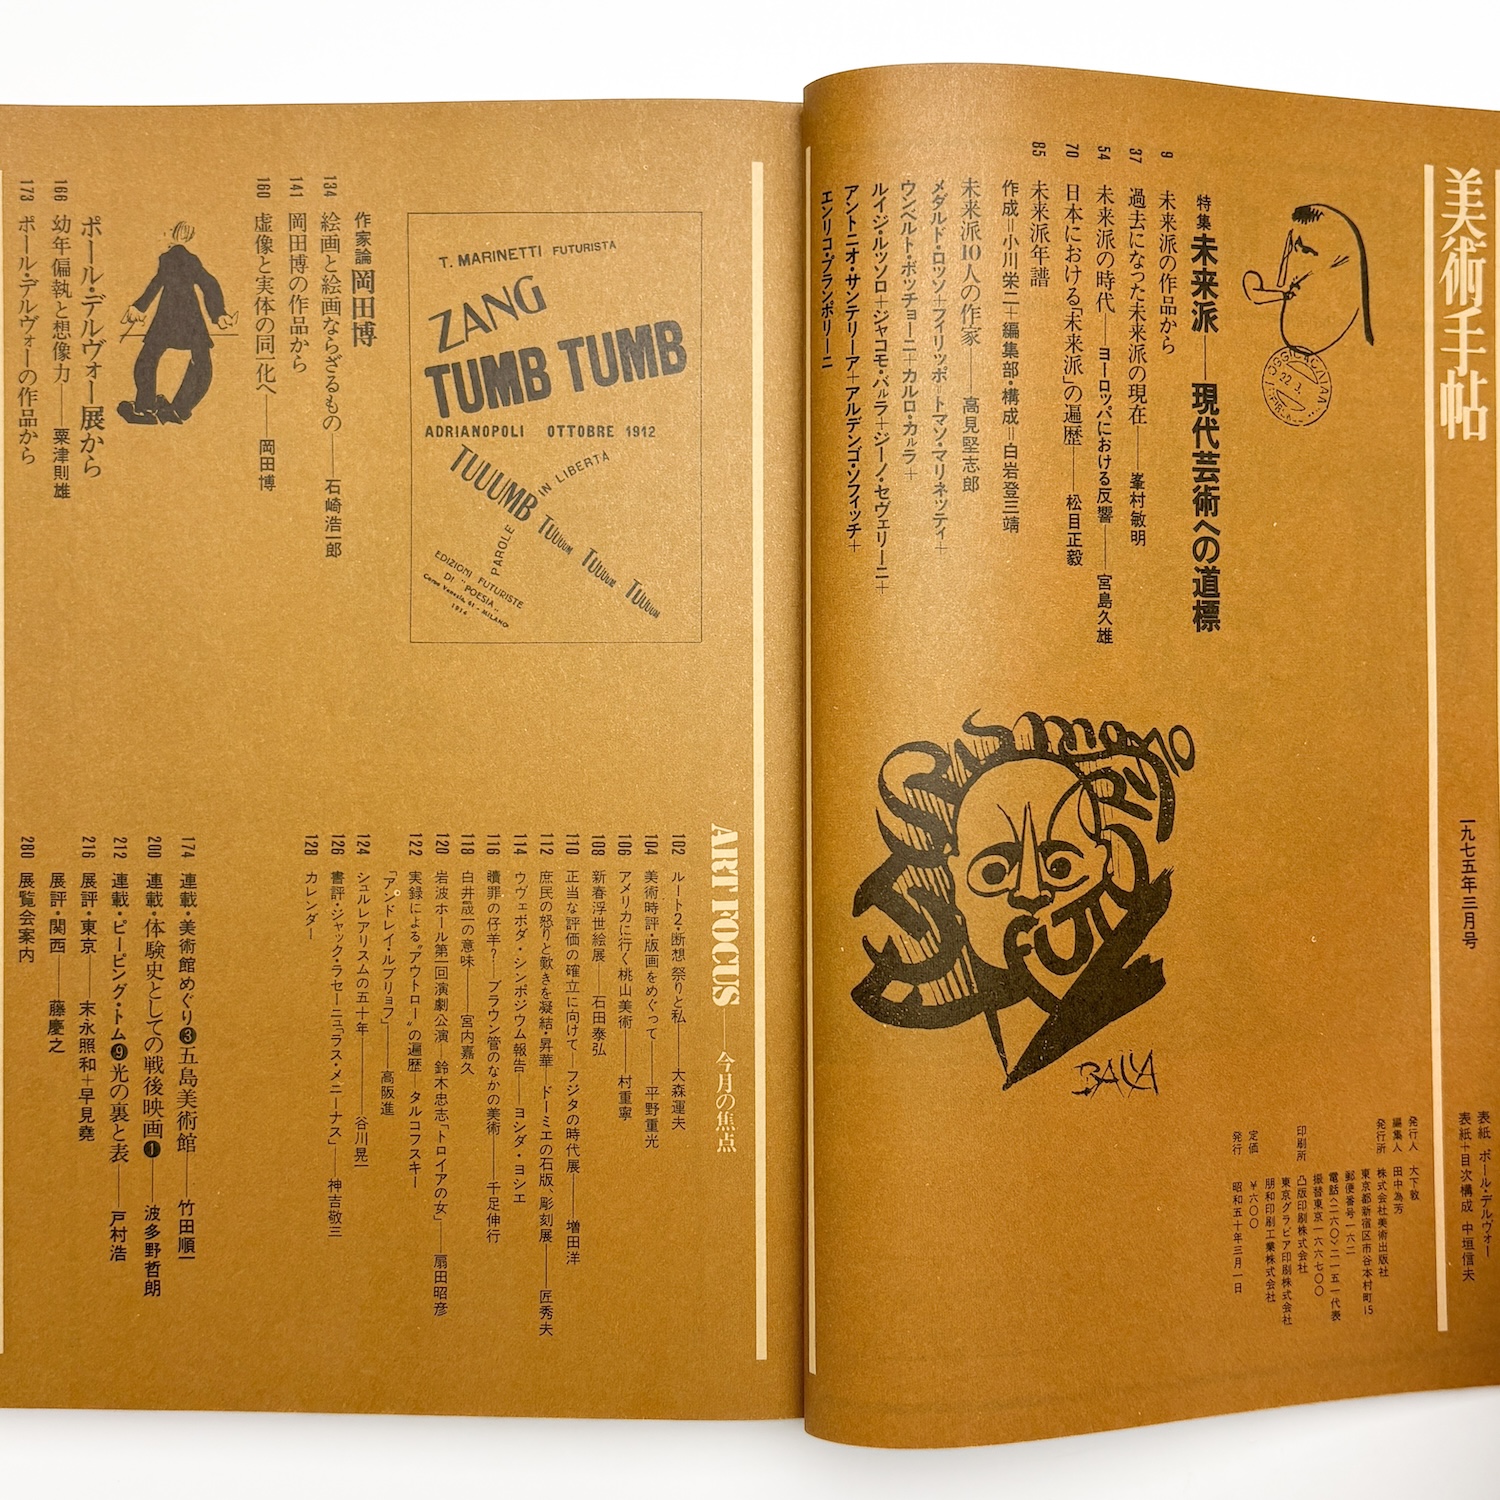 美術手帖
一九七五年三月号
表紙 ポール・デルヴォー
表紙+目次構成 中垣信夫
発行人 大下敦
編集人 田中為芳
発行所 株式会社美術出版社
東京都新宿区市谷本村町15
郵便番号一六二
電話〈二六〇〉二一五一代表
振替東京一六六七〇〇
印刷所 凸版印刷株式会社
東京グラビア印刷株式会社
朋和印刷工業株式会社
定価 ¥六〇〇
発行 昭和五十年三月一日
特集 未来派——現代芸術への道標
9 未来派の作品から
37 過去になった未来派の現在——峯村敏明
54 未来派の時代——ヨーロッパにおける反響——宮島久雄
70 日本における「未来派」の遍歴——松目正毅
85 未来派年譜
作成=小川栄二+編集部・構成=白岩登三靖
未来派10人の作家——高見堅志郎
メダルド・ロッソ+フィリッポ=トマソ・マリネッティ+
ウンベルト・ボッチョーニ+カルロ・カルラ+
ルイジ・ルッソロ+ジャコモ・バルラ+ジーノ・セヴェリーニ+
アントニオ・サンテリーア+アルデンゴ・ソフィッチ+
エンリコ・プランポリーニ
BALLA
T. MARINETTI FUTURISTA
ZANG
TUMB TUMB
ADRIANOPOLI OTTOBRE 1912
TUUUMB TUUUUM TUUUUM TUUUUM
PAROLE IN LIBERTÀ
EDIZIONI FUTURISTE
DI "POESIA"
Corso Venezia, 61 - MILANO
1914
作家論 岡田博
134 絵画と絵画ならざるもの——石崎浩一郎
141 岡田博の作品から
160 虚像と実体の同一化へ——岡田博
ポール・デルヴォー展から
166 幼年偏執と想像力——粟津則雄
173 ポール・デルヴォーの作品から
ART FOCUS——今月の焦点
102 ルート2・断想 祭りと私——大森運夫
104 美術時評・版画をめぐって——平野重光
106 アメリカに行く桃山美術——村重寧
108 新春浮世絵展——石田泰弘
110 正当な評価の確立に向けて—フジタの時代展——増田洋
112 庶民の怒りと歎きを凝結・昇華——ドーミエの石版、彫刻展——匠秀夫
114 ウヴェボダ・シンポジウム報告——ヨシダ・ヨシエ
116 贖罪の仔羊?——ブラウン管のなかの美術——千足伸行
118 白井晟一の意味——宮内嘉久
120 岩波ホール第一回演劇公演—鈴木忠志「トロイアの女」——扇田昭彦
122 実録による〝アウトロー〟の遍歴—タルコフスキー
「アンドレイ・ルブリョフ」——高阪進
124 シュルレアリスムの五十年——谷川晃一
126 書評・ジャック・ラセーニュ「ラス・メニーナス」——神吉敬三
128 カレンダー
174 連載・美術館めぐり❸五島美術館——竹田順一
200 連載・体験史としての戦後映画❶——波多野哲朗
212 連載・ピーピング・トム❾光の裏と表——戸村浩
216 展評・東京——末永照和+早見堯
展評・関西——藤慶之
280 展覧会案内